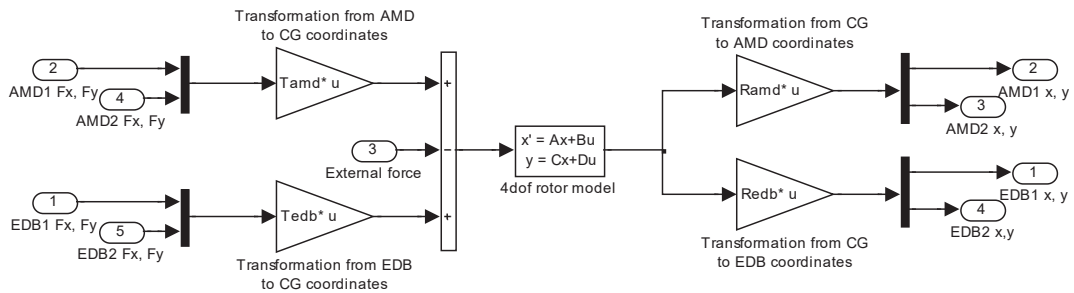 Transformation from AMD
to CG coordinates
2
AMD1 Fx, Fy
4
AMD2 Fx, Fy
Tamd* u
+
3
External force
−
1
EDB1 Fx, Fy
5
EDB2 Fx, Fy
Tedb* u
+
Transformation from EDB
to CG coordinates
x' = Ax+Bu
y = Cx+Du
4dof rotor model
Transformation from CG
to AMD coordinates
Ramd* u
2
AMD1 x, y
3
AMD2 x, y
Redb* u
1
EDB1 x, y
4
EDB2 x,y
Transformation from CG
to EDB coordinates